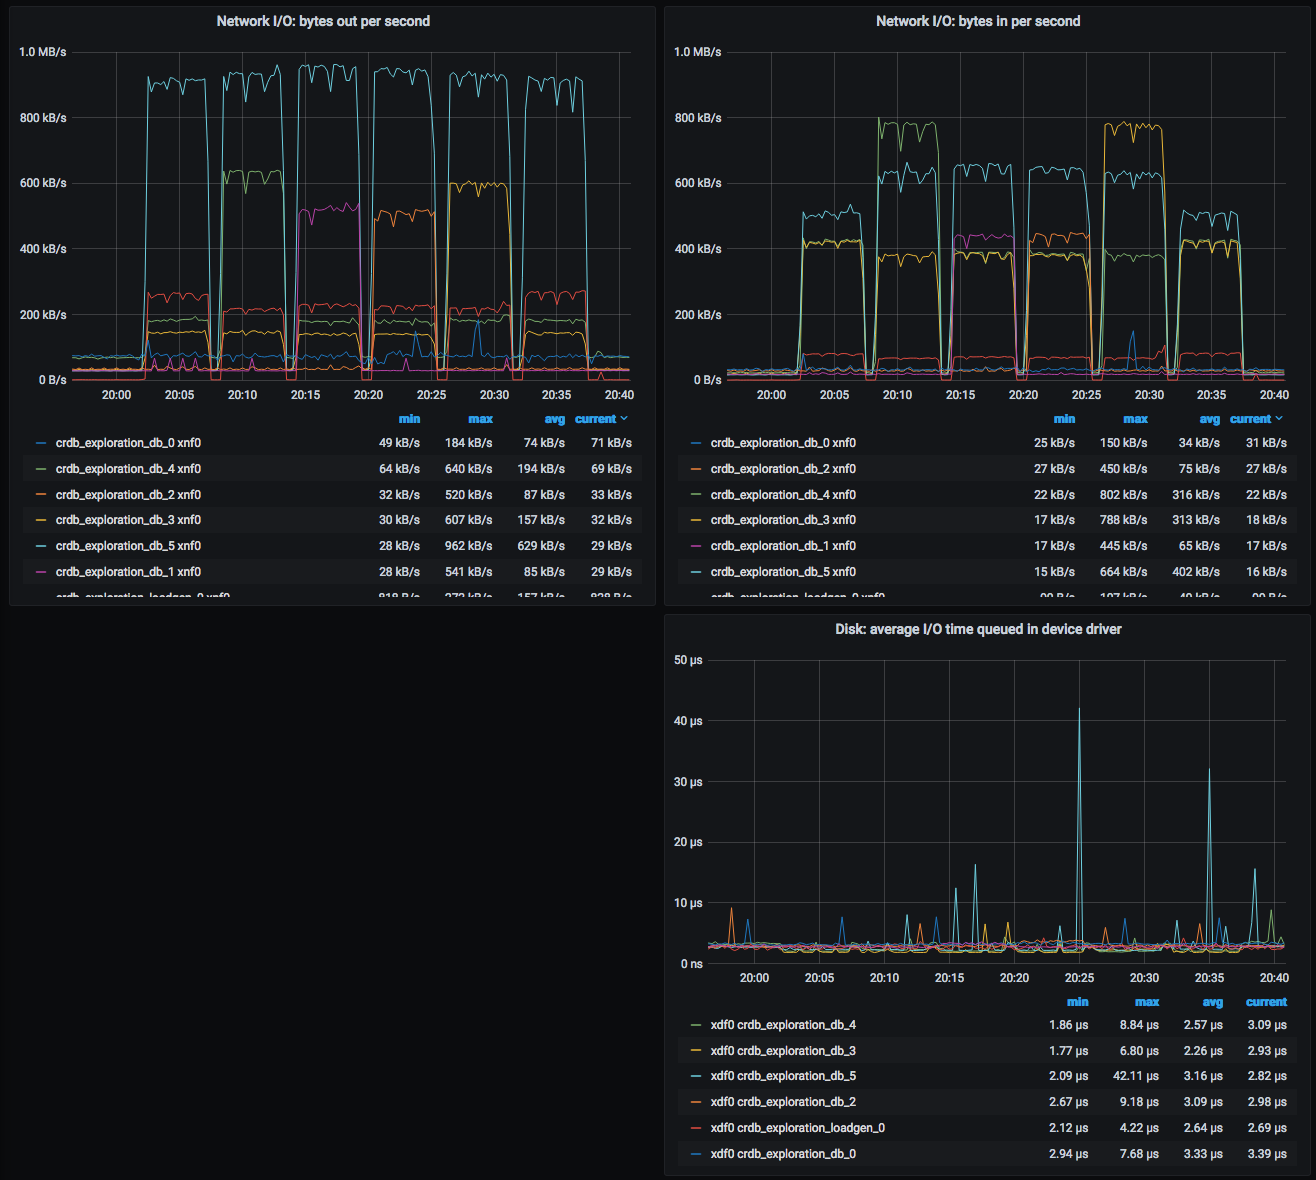 Network I/O: bytes out per second
1.0 MB/s
800 kB/s
600 kB/s
400 kB/s
200 kB/s
0 B/s
20:00 20:05 20:10 20:15 20:20 20:25 20:30 20:35 20:40
min max avg current
crdb_exploration_db_0 xnf0 49 kB/s 184 kB/s 74 kB/s 71 kB/s
crdb_exploration_db_4 xnf0 64 kB/s 640 kB/s 194 kB/s 69 kB/s
crdb_exploration_db_2 xnf0 32 kB/s 520 kB/s 87 kB/s 33 kB/s
crdb_exploration_db_3 xnf0 30 kB/s 607 kB/s 157 kB/s 32 kB/s
crdb_exploration_db_5 xnf0 28 kB/s 962 kB/s 629 kB/s 29 kB/s
crdb_exploration_db_1 xnf0 28 kB/s 541 kB/s 85 kB/s 29 kB/s
crdb_exploration_loadgen_0 xnf0
Network I/O: bytes in per second
1.0 MB/s
800 kB/s
600 kB/s
400 kB/s
200 kB/s
0 B/s
20:00 20:05 20:10 20:15 20:20 20:25 20:30 20:35 20:40
min max avg current
crdb_exploration_db_0 xnf0 25 kB/s 150 kB/s 34 kB/s 31 kB/s
crdb_exploration_db_2 xnf0 27 kB/s 450 kB/s 75 kB/s 27 kB/s
crdb_exploration_db_4 xnf0 22 kB/s 802 kB/s 316 kB/s 22 kB/s
crdb_exploration_db_3 xnf0 17 kB/s 788 kB/s 313 kB/s 18 kB/s
crdb_exploration_db_1 xnf0 17 kB/s 445 kB/s 65 kB/s 17 kB/s
crdb_exploration_db_5 xnf0 15 kB/s 664 kB/s 402 kB/s 16 kB/s
crdb_exploration_loadgen_0 xnf0
Disk: average I/O time queued in device driver
50 µs
40 µs
30 µs
20 µs
10 µs
0 ns
20:00 20:05 20:10 20:15 20:20 20:25 20:30 20:35 20:40
min max avg current
xdf0 crdb_exploration_db_4 1.86 µs 8.84 µs 2.57 µs 3.09 µs
xdf0 crdb_exploration_db_3 1.77 µs 6.80 µs 2.26 µs 2.93 µs
xdf0 crdb_exploration_db_5 2.09 µs 42.11 µs 3.16 µs 2.82 µs
xdf0 crdb_exploration_db_2 2.67 µs 9.18 µs 3.09 µs 2.98 µs
xdf0 crdb_exploration_loadgen_0 2.12 µs 4.22 µs 2.64 µs 2.69 µs
xdf0 crdb_exploration_db_0 2.94 µs 7.68 µs 3.33 µs 3.39 µs